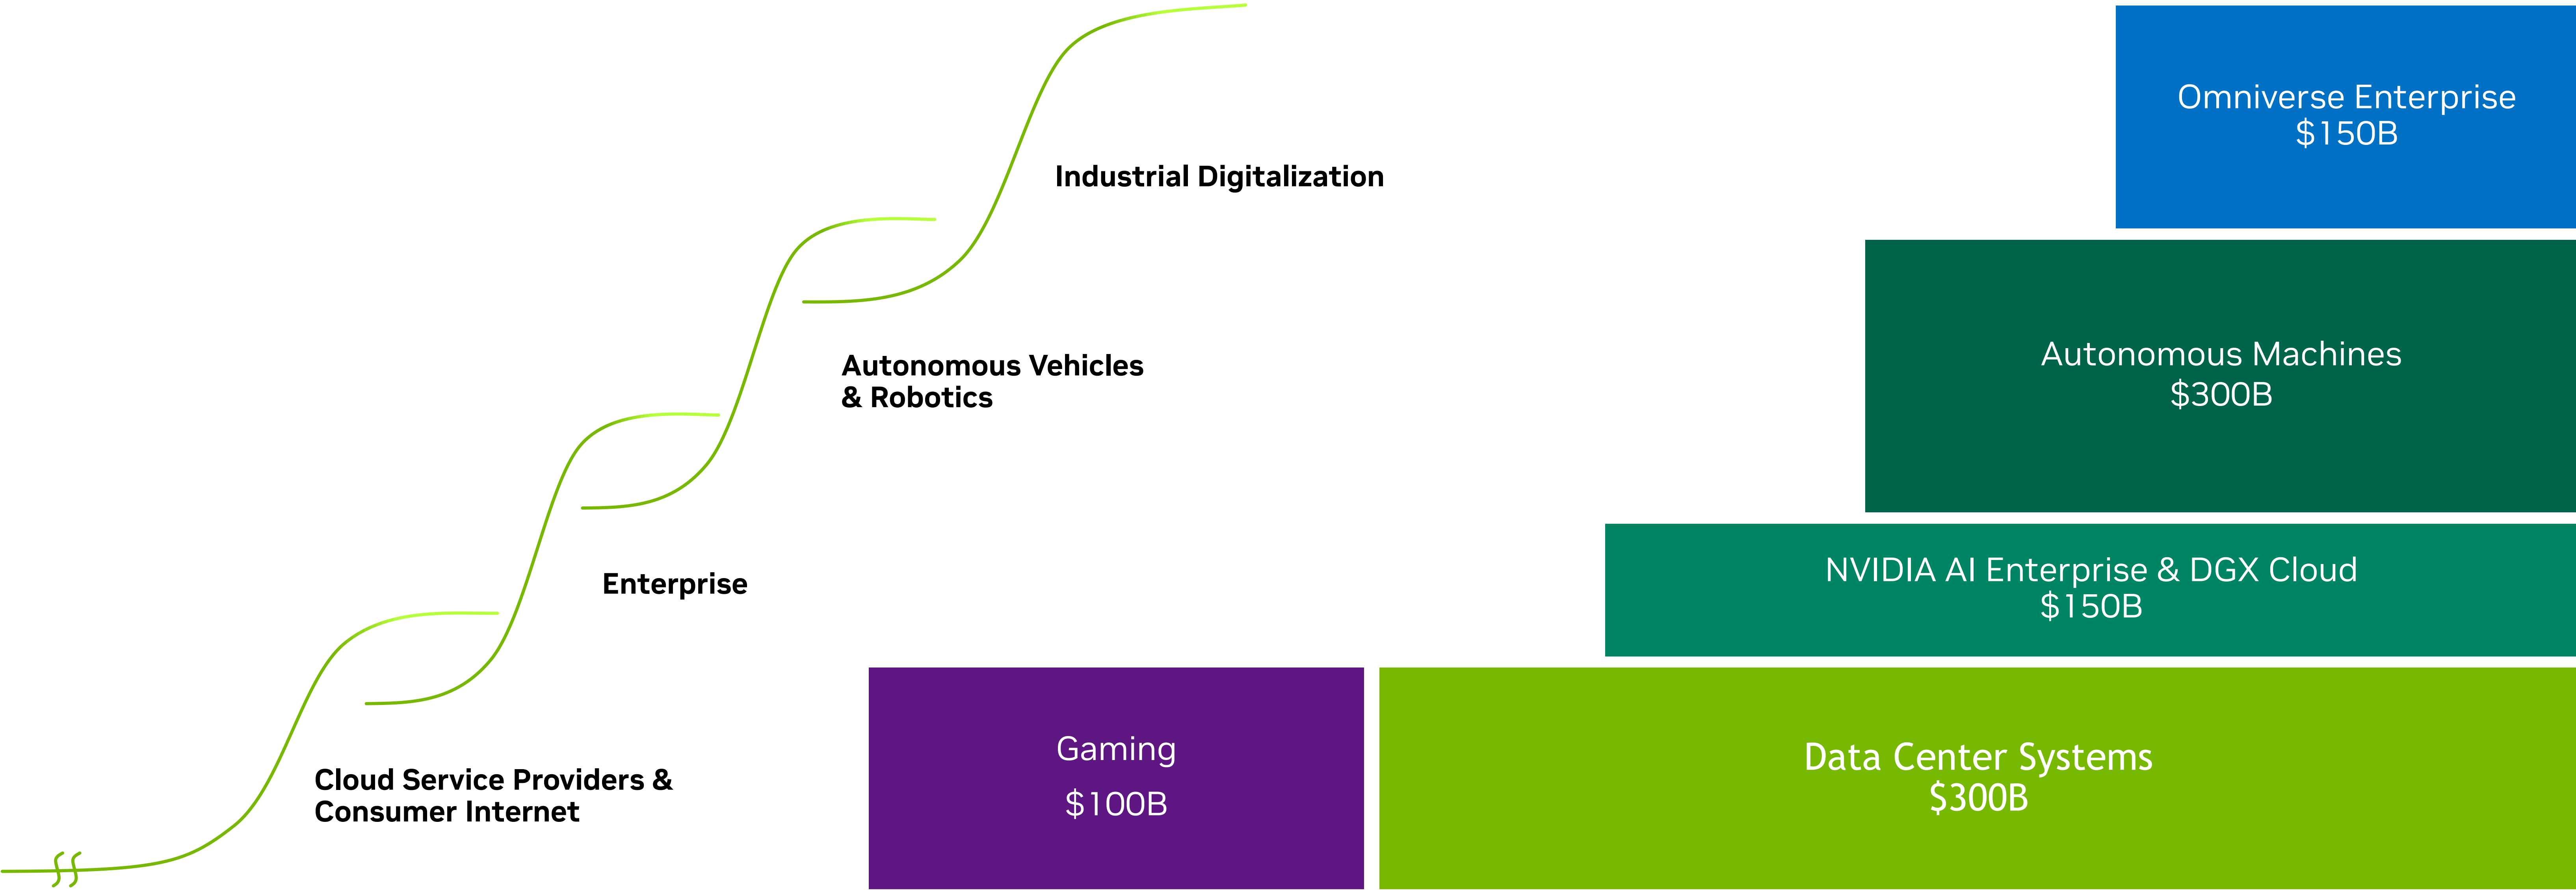 Omniverse Enterprise
$150B
Industrial Digitalization
Autonomous Machines
$300B
Autonomous Vehicles
& Robotics
NVIDIA AI Enterprise & DGX Cloud
$150B
Enterprise
Cloud Service Providers &
Consumer Internet
Gaming
$100B
Data Center Systems
$300B